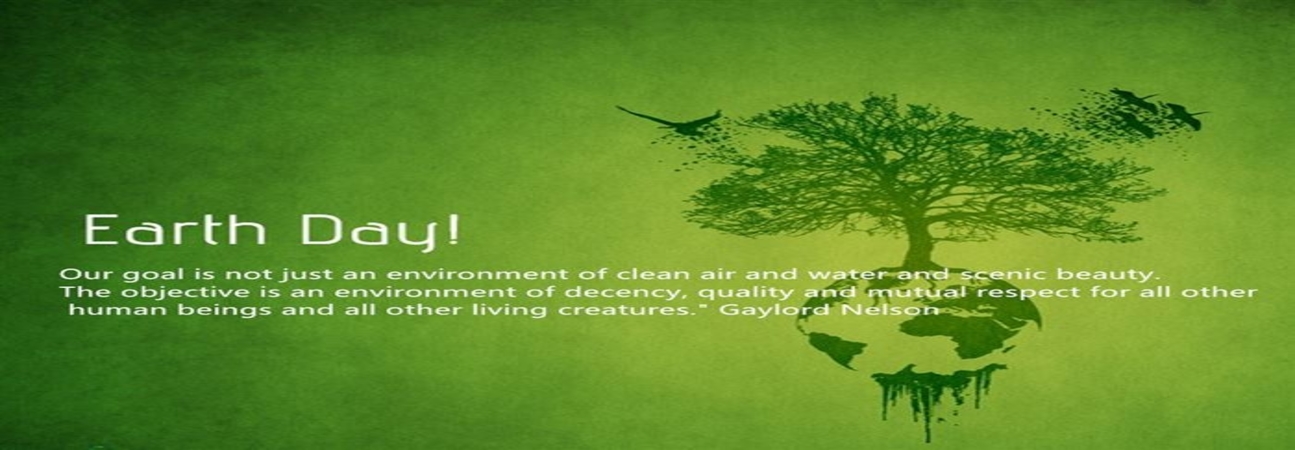 Earth Day!
Our goal is not just an environment of clean air and water and scenic beauty.
The objective is an environment of decency, quality and mutual respect for all other
human beings and all other living creatures." Gaylord Nelson